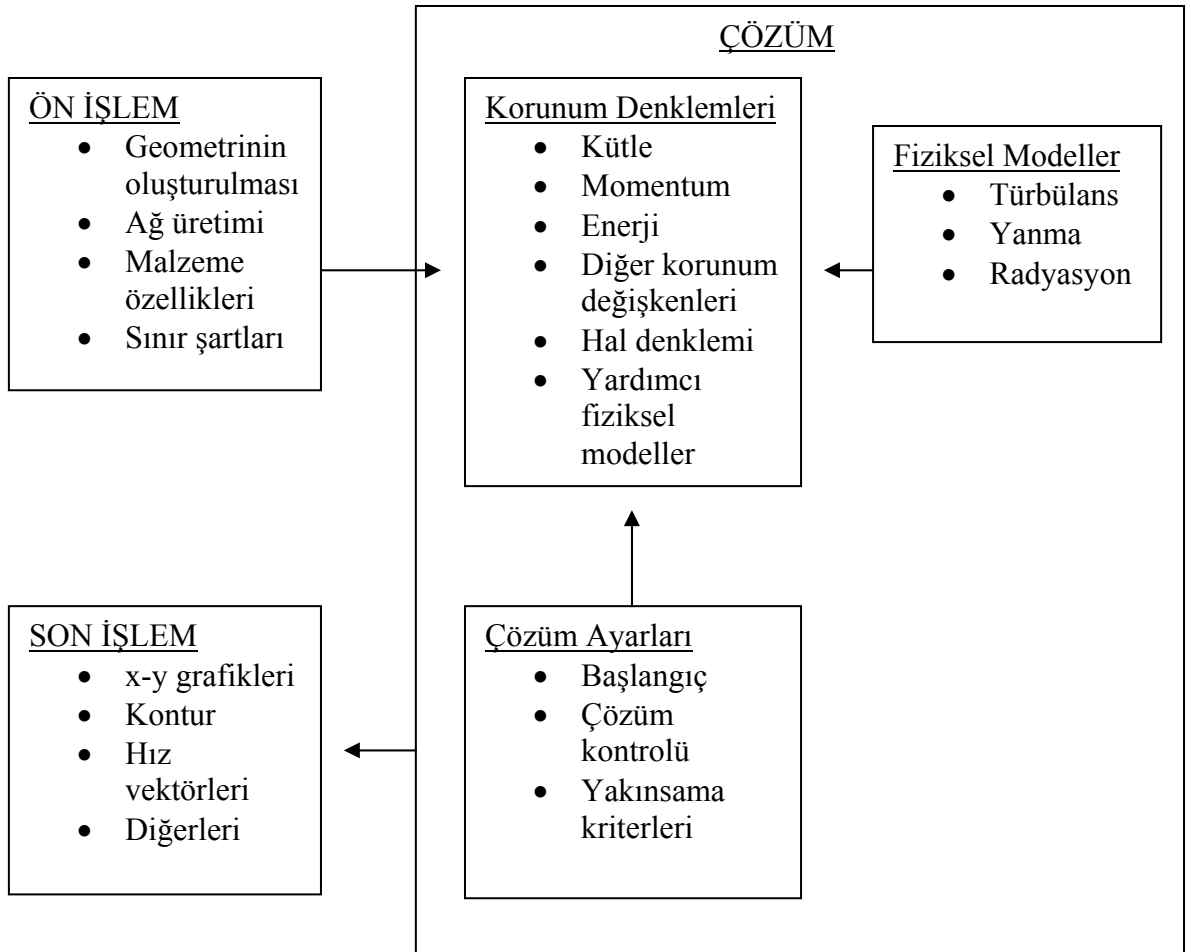 ÇÖZÜM
ÖN İŞLEM
• Geometrinin
oluşturulması
• Ağ üretimi
• Malzeme
özellikleri
• Sınır şartları
Korunum Denklemleri
• Kütle
• Momentum
• Enerji
• Diğer korunum
değişkenleri
• Hal denklemi
• Yardımcı
fiziksel
modeller
Fiziksel Modeller
• Türbülans
• Yanma
• Radyasyon
SON İŞLEM
• x-y grafikleri
• Kontur
• Hız
vektörleri
• Diğerleri
Çözüm Ayarları
• Başlangıç
• Çözüm
kontrolü
• Yakınsama
kriterleri